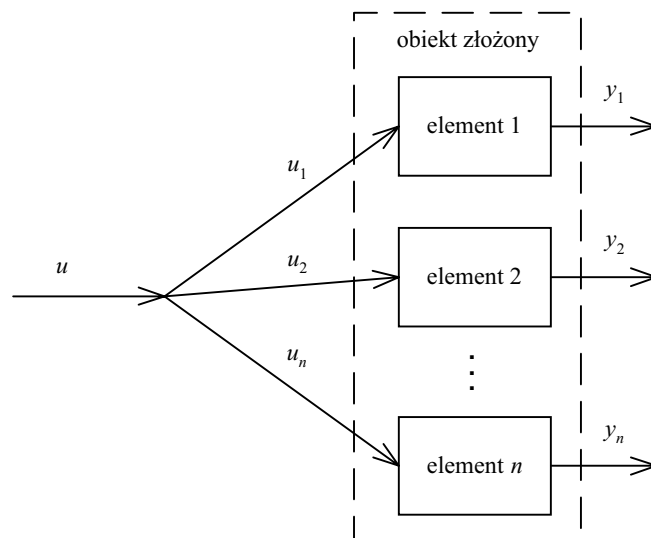 obiekt złożony
y₁
element 1
u₁
y₂
u
u₂
element 2
uₙ
⋮
yₙ
element n